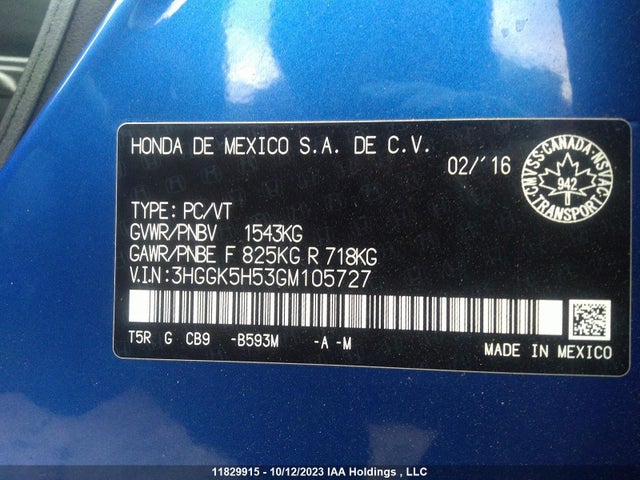 HONDA DE MEXICO S.A. DE C.V.
02/'16
CMVSS·CANADA·NSVAC
942
TRANSPORT
TYPE: PC/VT
GVWR/PNBV 1543KG
GAWR/PNBE F 825KG R 718KG
V.I.N:3HGGK5H53GM105727
T5R G CB9 -B593M -A -M
MADE IN MEXICO
11829915 - 10/12/2023 IAA Holdings , LLC